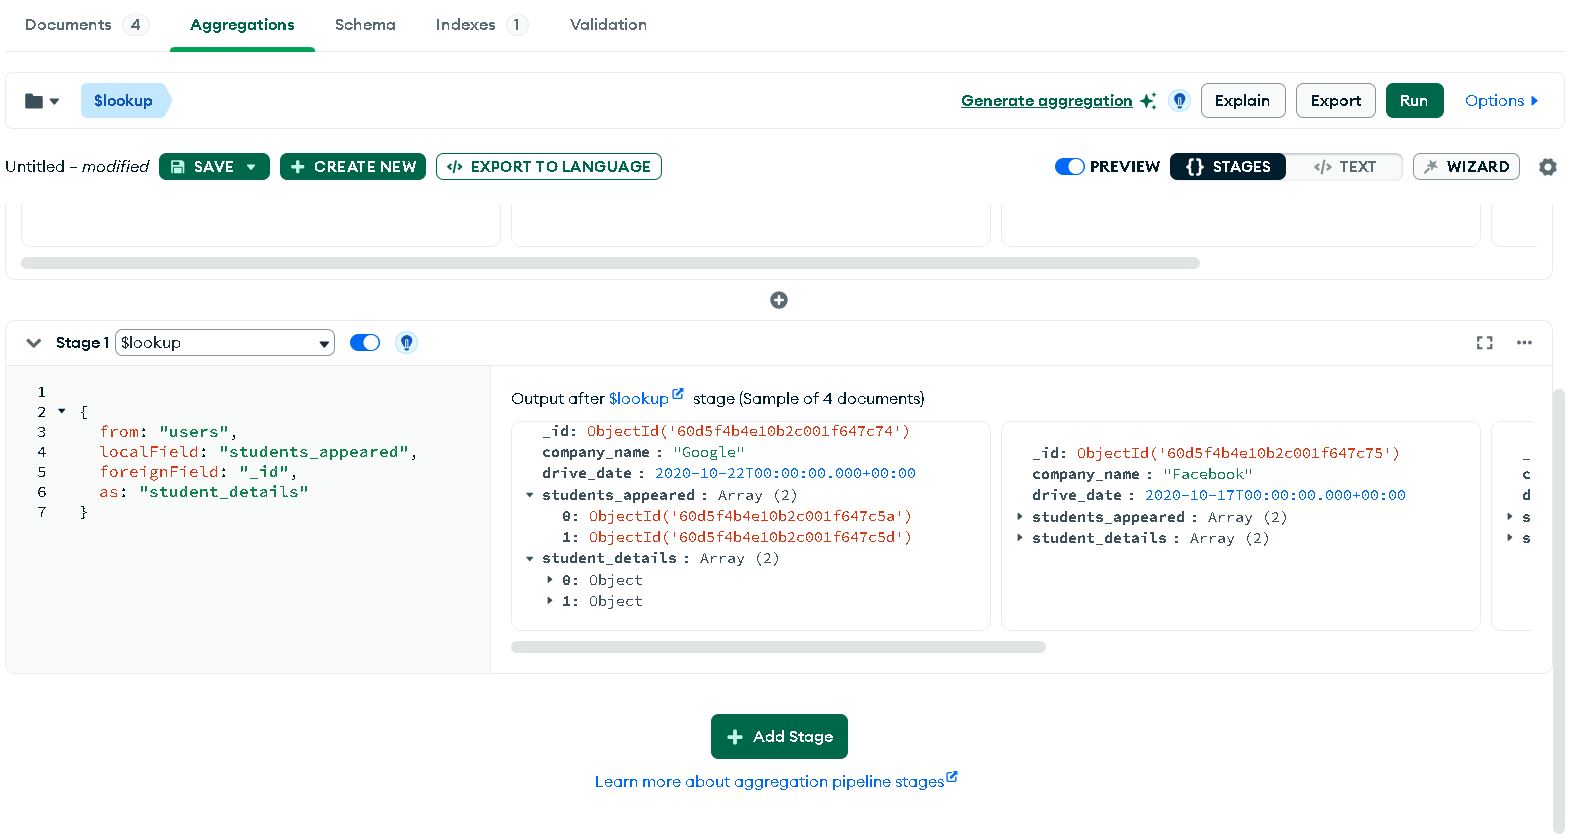 Documents 4 Aggregations Schema Indexes 1 Validation
$lookup Generate aggregation Explain Export Run Options
Untitled – modified SAVE CREATE NEW </> EXPORT TO LANGUAGE PREVIEW {} STAGES </> TEXT WIZARD
Stage 1 $lookup
Output after $lookup stage (Sample of 4 documents)
1
2 {
3 from: "users",
4 localField: "students_appeared",
5 foreignField: "_id",
6 as: "student_details"
7 }
_id: ObjectId('60d5f4b4e10b2c001f647c74')
company_name : "Google"
drive_date : 2020-10-22T00:00:00.000+00:00
students_appeared : Array (2)
0: ObjectId('60d5f4b4e10b2c001f647c5a')
1: ObjectId('60d5f4b4e10b2c001f647c5d')
student_details : Array (2)
0: Object
1: Object
_id: ObjectId('60d5f4b4e10b2c001f647c75')
company_name : "Facebook"
drive_date : 2020-10-17T00:00:00.000+00:00
students_appeared : Array (2)
student_details : Array (2)
_
c
d
s
s
Add Stage
Learn more about aggregation pipeline stages